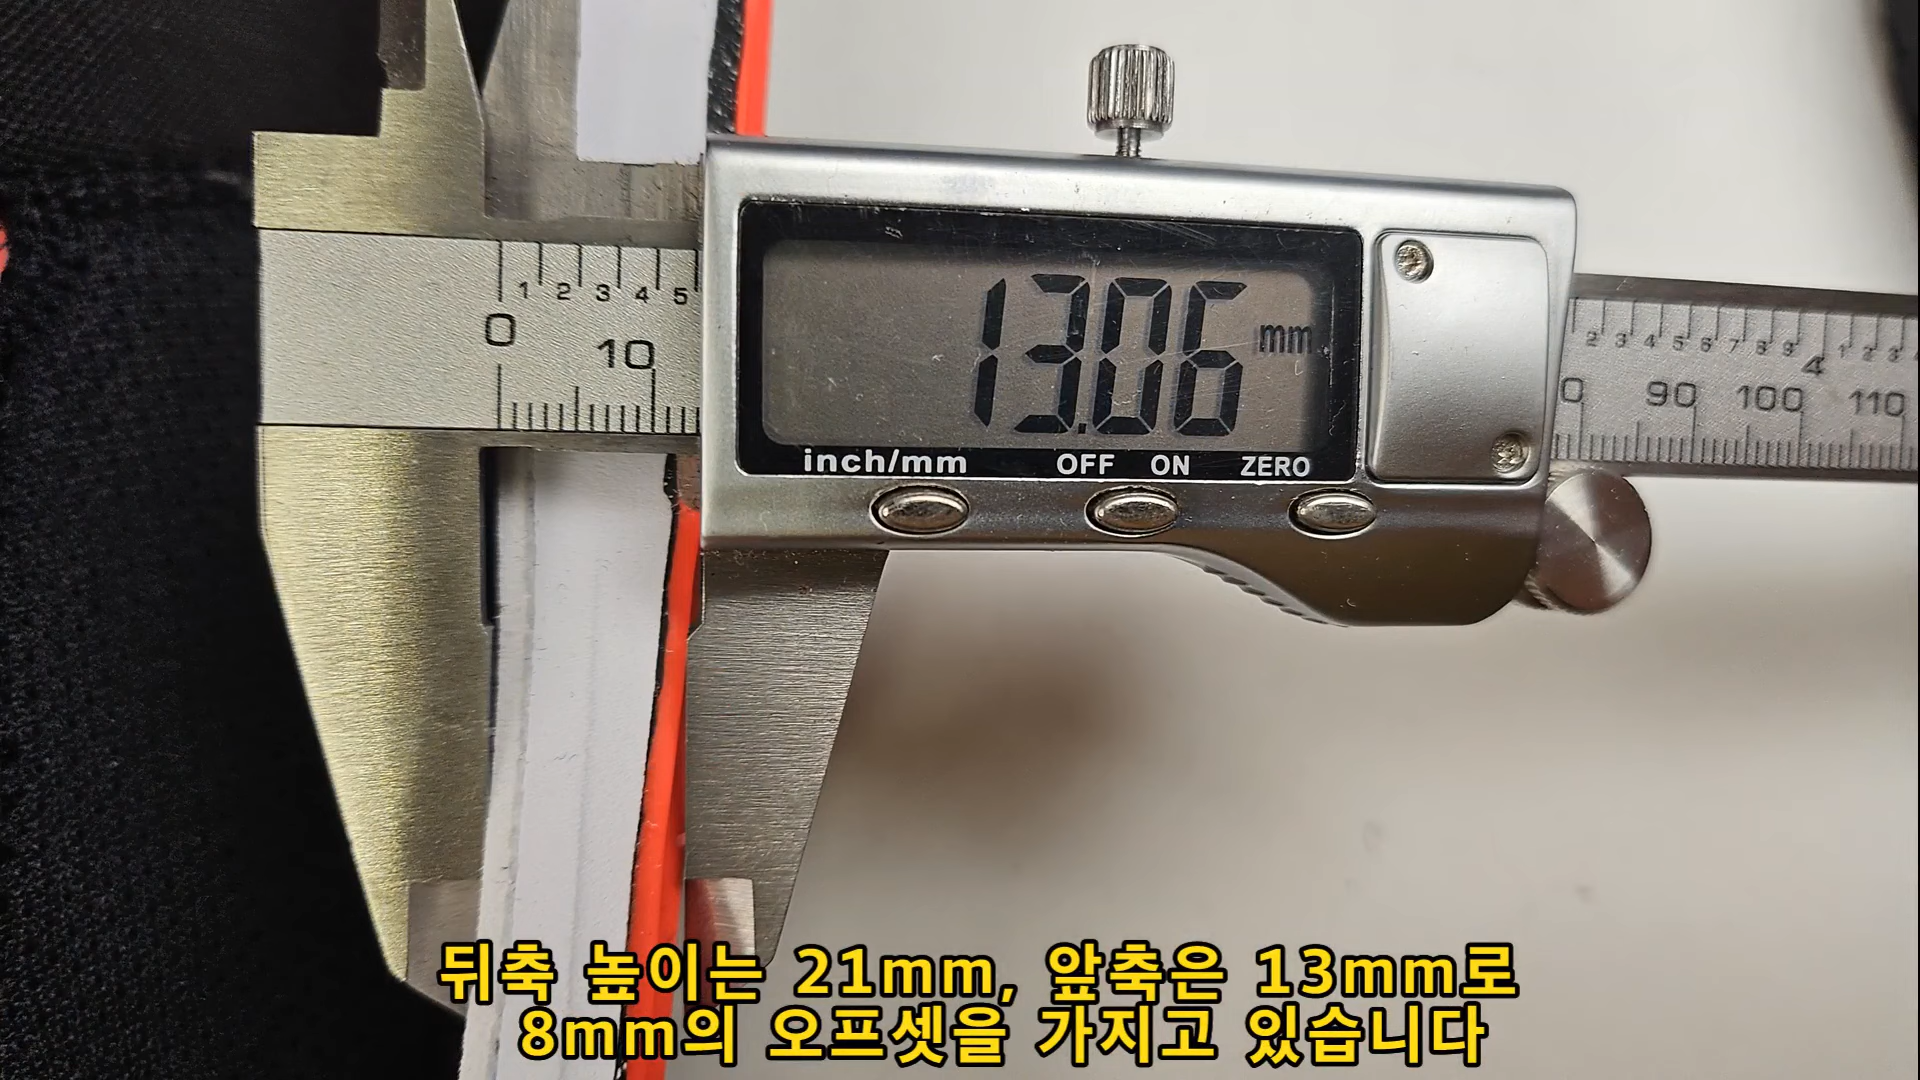 1 2 3 4 5
0 10
13.06 mm
inch/mm OFF ON ZERO
2 3 4 5 6 7 8 9 4 1 2 3
0 90 100 110
뒤축 높이는 21mm, 앞축은 13mm로
8mm의 오프셋을 가지고 있습니다